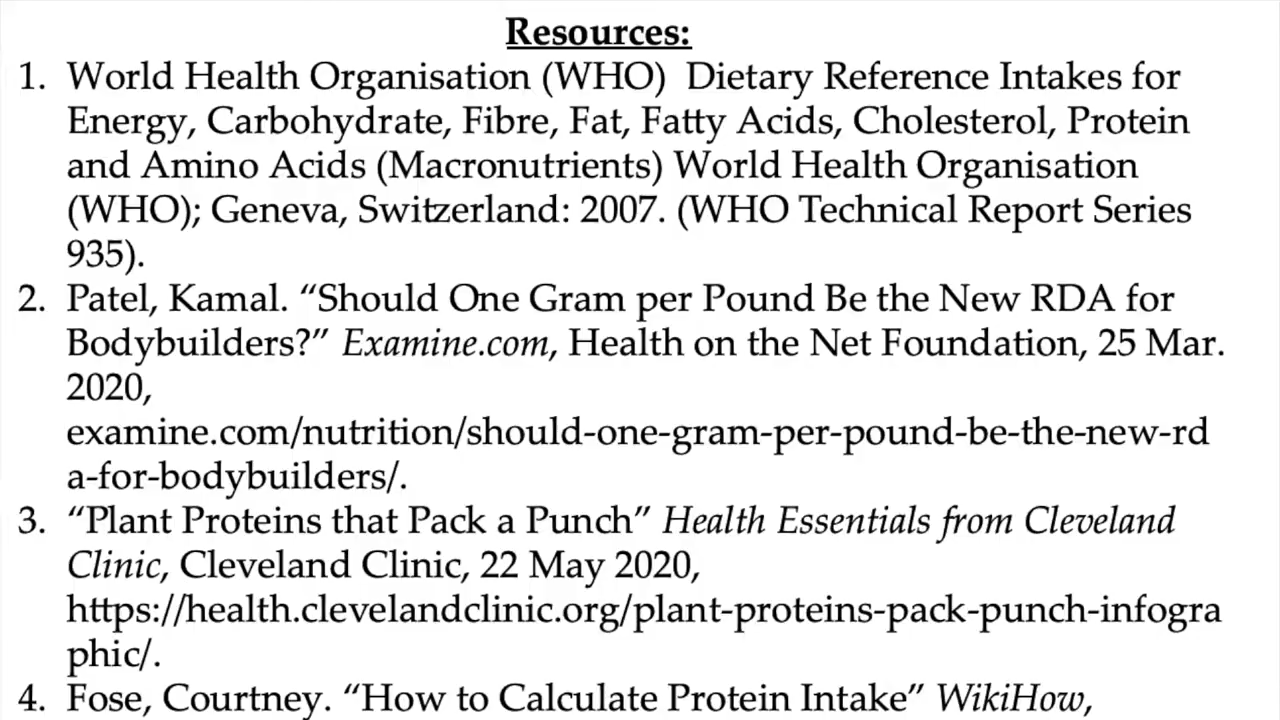 Resources:
1. World Health Organisation (WHO)  Dietary Reference Intakes for
Energy, Carbohydrate, Fibre, Fat, Fatty Acids, Cholesterol, Protein
and Amino Acids (Macronutrients) World Health Organisation
(WHO); Geneva, Switzerland: 2007. (WHO Technical Report Series
935).
2. Patel, Kamal. “Should One Gram per Pound Be the New RDA for
Bodybuilders?” Examine.com, Health on the Net Foundation, 25 Mar.
2020,
examine.com/nutrition/should-one-gram-per-pound-be-the-new-rd
a-for-bodybuilders/.
3. “Plant Proteins that Pack a Punch” Health Essentials from Cleveland
Clinic, Cleveland Clinic, 22 May 2020,
https://health.clevelandclinic.org/plant-proteins-pack-punch-infogra
phic/.
4. Fose, Courtney. “How to Calculate Protein Intake” WikiHow,